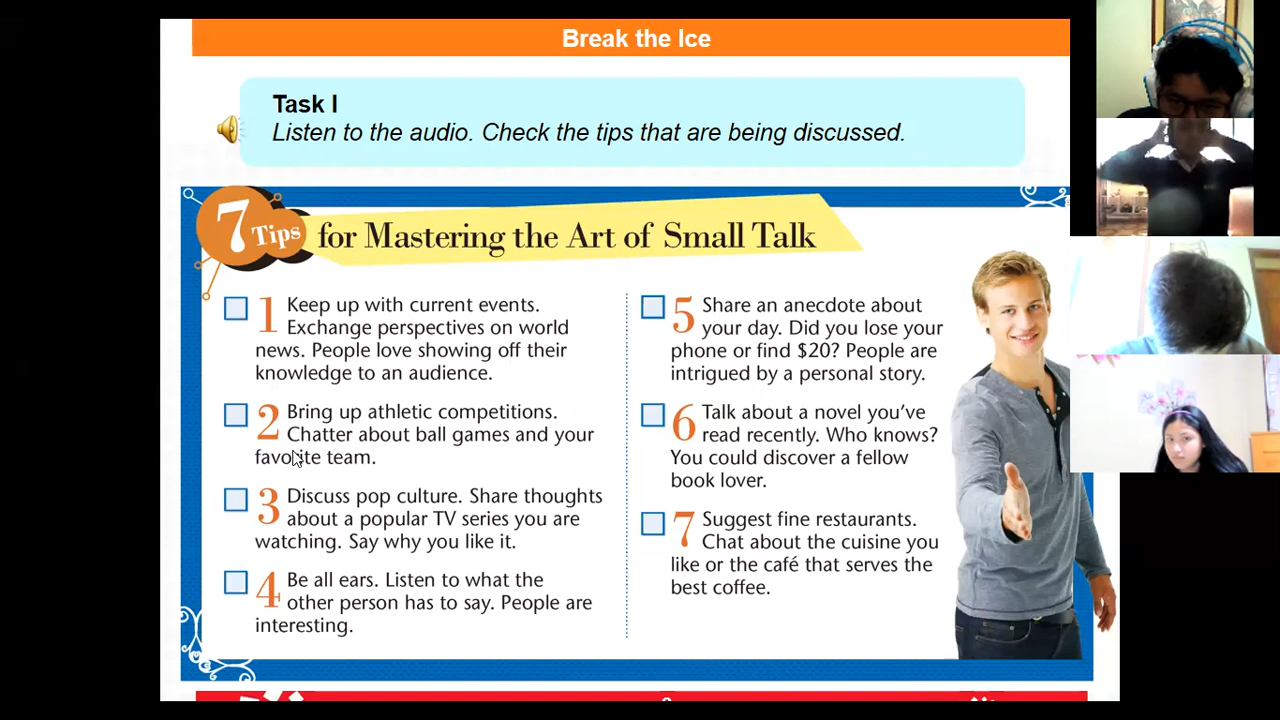 Break the Ice
Task I
Listen to the audio. Check the tips that are being discussed.
7 Tips for Mastering the Art of Small Talk
1 Keep up with current events.
Exchange perspectives on world
news. People love showing off their
knowledge to an audience.
2 Bring up athletic competitions.
Chatter about ball games and your
favorite team.
3 Discuss pop culture. Share thoughts
about a popular TV series you are
watching. Say why you like it.
4 Be all ears. Listen to what the
other person has to say. People are
interesting.
5 Share an anecdote about
your day. Did you lose your
phone or find $20? People are
intrigued by a personal story.
6 Talk about a novel you've
read recently. Who knows?
You could discover a fellow
book lover.
7 Suggest fine restaurants.
Chat about the cuisine you
like or the café that serves the
best coffee.